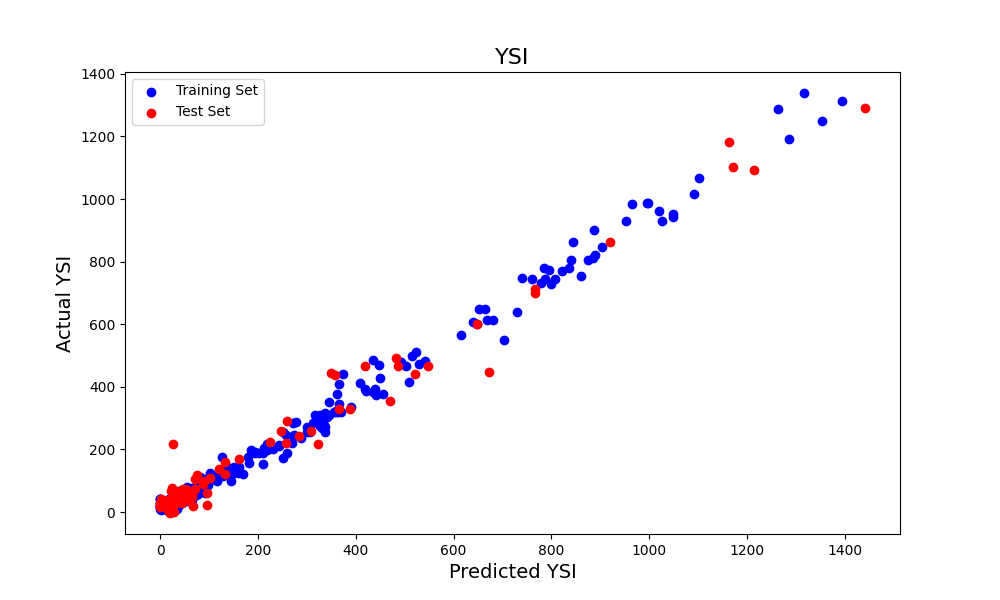 YSI
Training Set
Test Set
Actual YSI
1400
1200
1000
800
600
400
200
0
0 200 400 600 800 1000 1200 1400
Predicted YSI